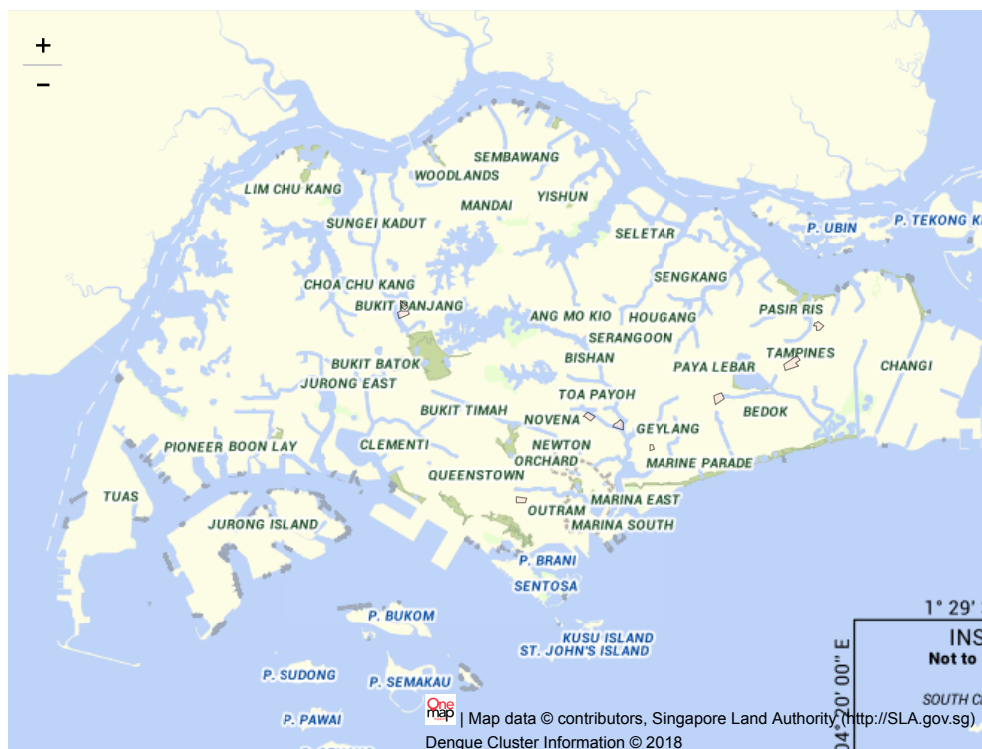 +
−
SEMBAWANG
WOODLANDS
LIM CHU KANG
YISHUN
MANDAI
P. TEKONG
SUNGEI KADUT
P. UBIN
SELETAR
SENGKANG
CHOA CHU KANG
BUKIT PANJANG
PASIR RIS
ANG MO KIO
HOUGANG
SERANGOON
TAMPINES
BISHAN
BUKIT BATOK
PAYA LEBAR
CHANGI
JURONG EAST
TOA PAYOH
BUKIT TIMAH
BEDOK
NOVENA
GEYLANG
PIONEER
BOON LAY
CLEMENTI
NEWTON
ORCHARD
MARINE PARADE
QUEENSTOWN
TUAS
MARINA EAST
OUTRAM
JURONG ISLAND
MARINA SOUTH
P. BRANI
SENTOSA
P. BUKOM
1° 29'
KUSU ISLAND
ST. JOHN'S ISLAND
INS
Not to
P. SUDONG
P. SEMAKAU
SOUTH
04° 20' 00" E
P. PAWAI
One map | Map data © contributors, Singapore Land Authority (http://SLA.gov.sg)
Dengue Cluster Information © 2018